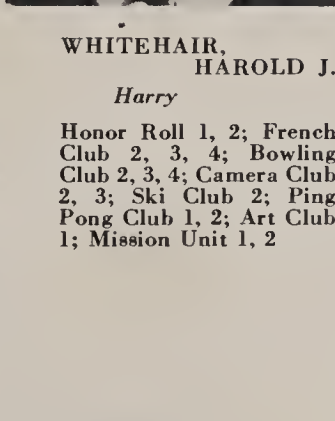 WHITEHAIR,
HAROLD J.
Harry
Honor Roll 1, 2; French
Club 2, 3, 4; Bowling
Club 2, 3, 4; Camera Club
2, 3; Ski Club 2; Ping
Pong Club 1, 2; Art Club
1; Mission Unit 1, 2